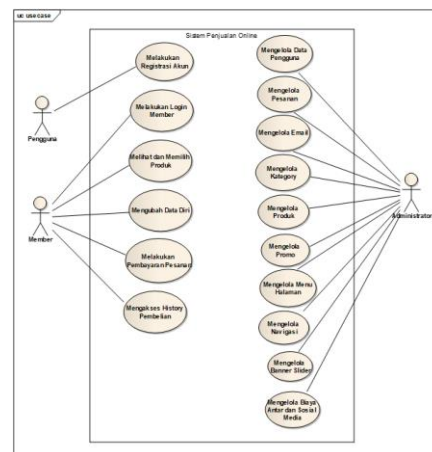 uc use case
Sistem Penjualan Online
Melakukan
Registrasi Akun
Melakukan Login
Member
Melihat dan Memilih
Produk
Mengubah Data Diri
Melakukan
Pembayaran Pesanan
Mengakses History
Pembelian
Pengguna
Member
Mengelola Data
Pengguna
Mengelola
Pesanan
Mengelola Email
Mengelola
Kategory
Mengelola
Produk
Mengelola
Promo
Mengelola Menu
Halaman
Mengelola
Navigasi
Mengelola
Banner Slider
Mengelola Biaya
Antar dan Sosial
Media
Administrator